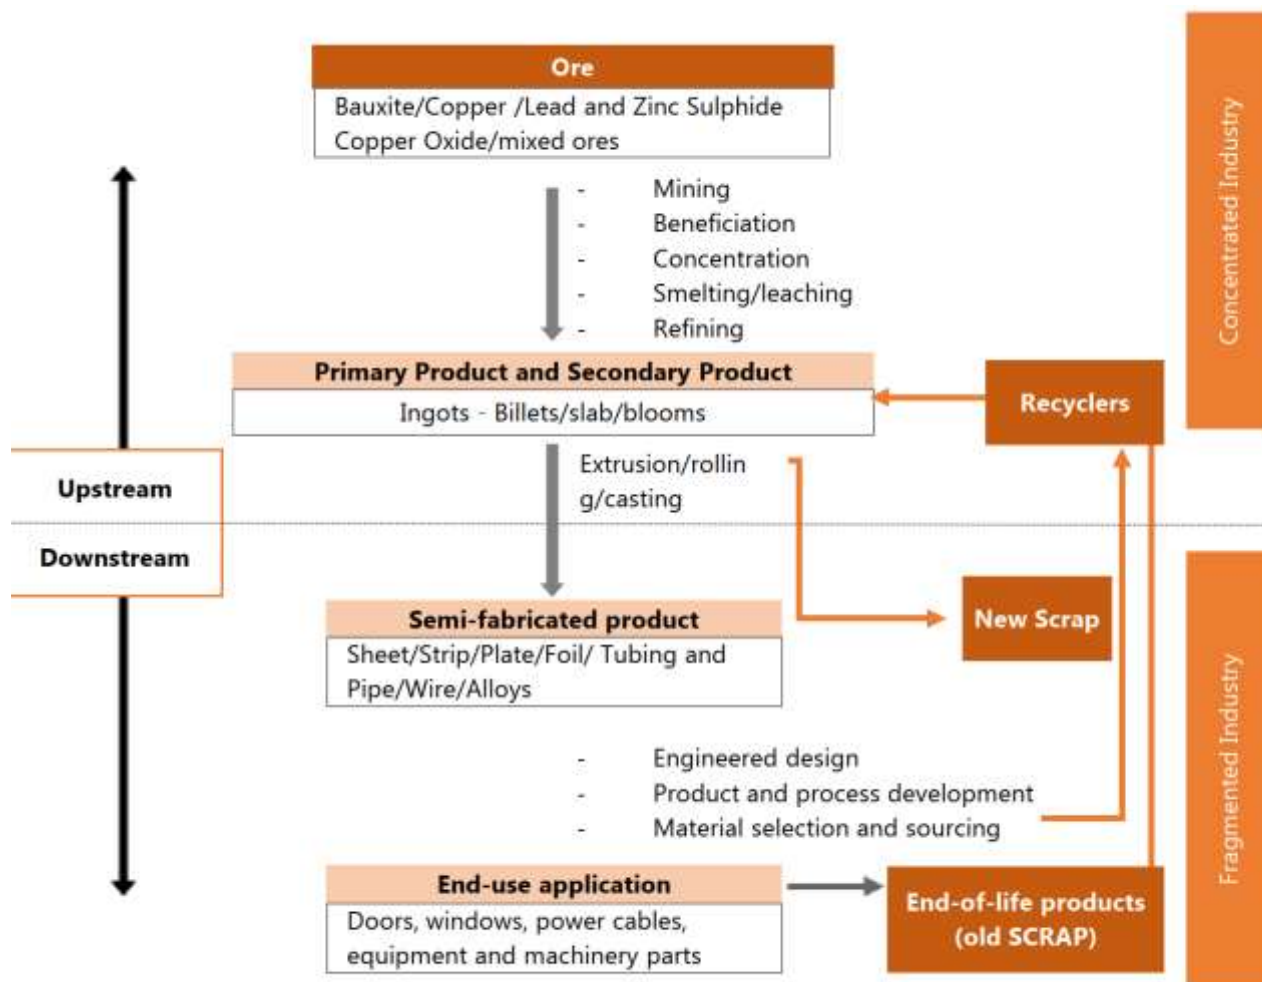 Ore
Bauxite/Copper /Lead and Zinc Sulphide
Copper Oxide/mixed ores
- Mining
- Beneficiation
- Concentration
- Smelting/leaching
- Refining
Concentrated Industry
Primary Product and Secondary Product
Ingots - Billets/slab/blooms
Recyclers
Extrusion/rollin
g/casting
Upstream
Downstream
Semi-fabricated product
Sheet/Strip/Plate/Foil/ Tubing and
Pipe/Wire/Alloys
New Scrap
- Engineered design
- Product and process development
- Material selection and sourcing
Fragmented Industry
End-use application
Doors, windows, power cables,
equipment and machinery parts
End-of-life products
(old SCRAP)